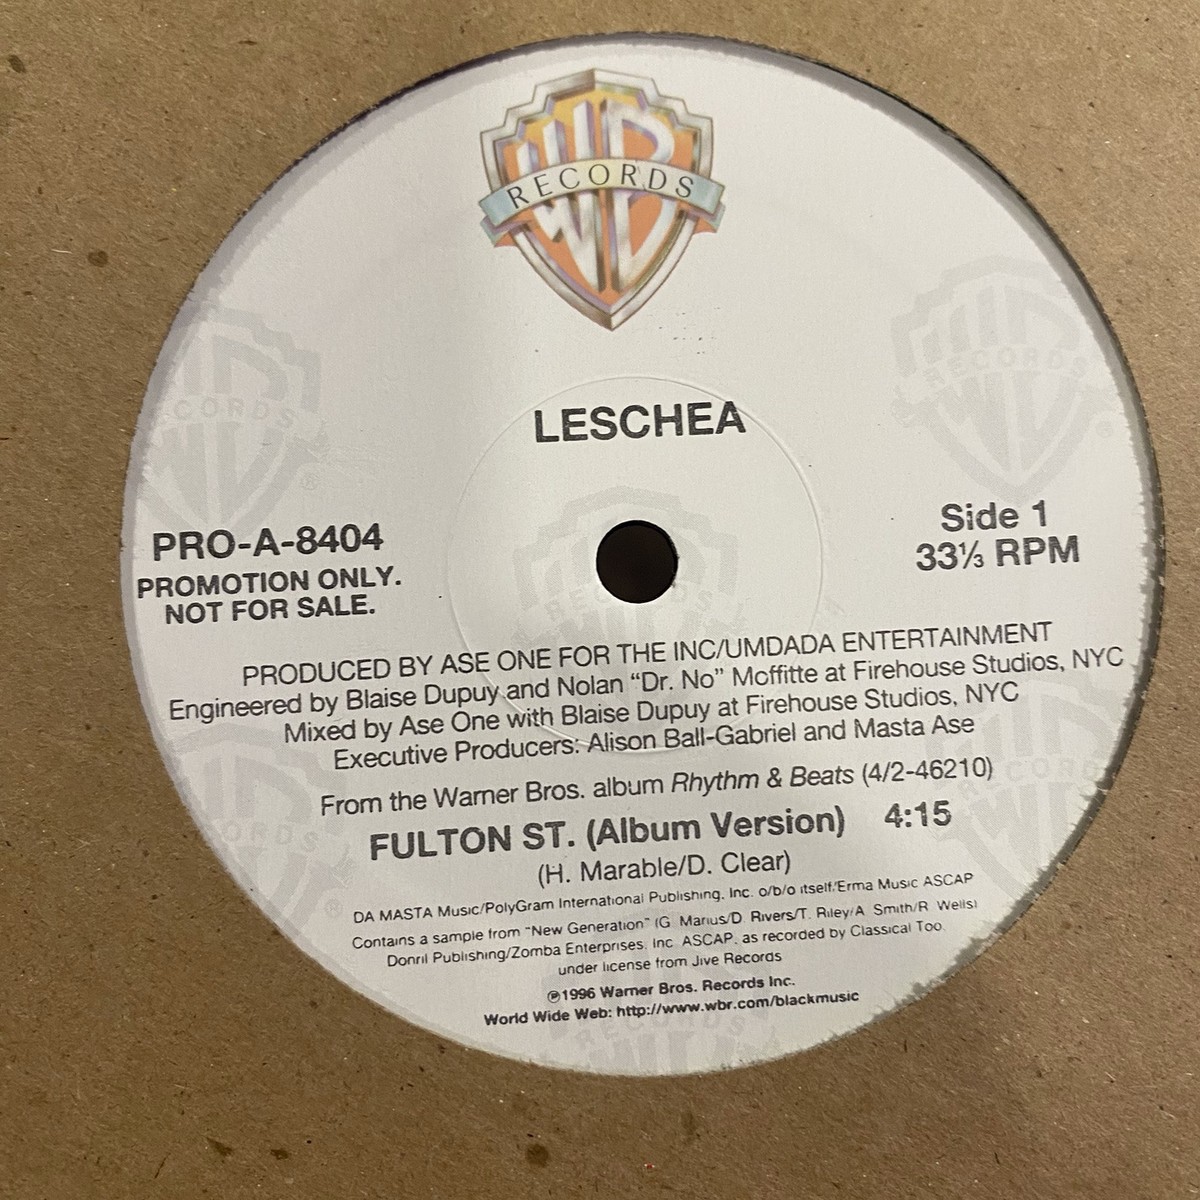 WB
RECORDS
LESCHEA
PRO-A-8404
PROMOTION ONLY.
NOT FOR SALE.
Side 1
33⅓ RPM
PRODUCED BY ASE ONE FOR THE INC/UMDADA ENTERTAINMENT
Engineered by Blaise Dupuy and Nolan “Dr. No” Moffitte at Firehouse Studios, NYC
Mixed by Ase One with Blaise Dupuy at Firehouse Studios, NYC
Executive Producers: Alison Ball-Gabriel and Masta Ase
From the Warner Bros. album Rhythm & Beats (4/2-46210)
FULTON ST. (Album Version) 4:15
(H. Marable/D. Clear)
DA MASTA Music/PolyGram International Publishing, Inc. o/b/o itself/Erma Music ASCAP
Contains a sample from “New Generation” (G. Marius/D. Rivers/T. Riley/A. Smith/R. Wells)
Donril Publishing/Zomba Enterprises, Inc. ASCAP, as recorded by Classical Too,
under license from Jive Records
℗1996 Warner Bros. Records Inc.
World Wide Web: http://www.wbr.com/blackmusic